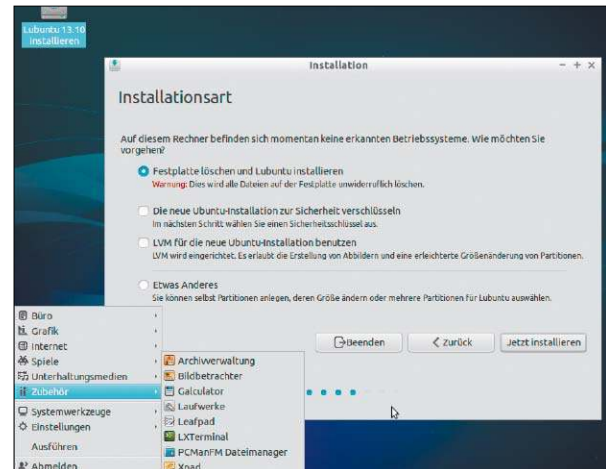 Lubuntu 13.10
installieren
Installation
Installationsart
Auf diesem Rechner befinden sich momentan keine erkannten Betriebssysteme. Wie möchten Sie
vorgehen?
Festplatte löschen und Lubuntu installieren
Warnung: Dies wird alle Dateien auf der Festplatte unwiderruflich löschen.
Die neue Ubuntu-Installation zur Sicherheit verschlüsseln
Im nächsten Schritt wählen Sie einen Sicherheitsschlüssel aus.
LVM für die neue Ubuntu-Installation benutzen
LVM wird eingerichtet. Es erlaubt die Erstellung von Abbildern und eine erleichterte Größenänderung von Partitionen.
Etwas Anderes
Sie können selbst Partitionen anlegen, deren Größe ändern oder mehrere Partitionen für Lubuntu auswählen.
Beenden
Zurück
Jetzt installieren
Büro
Grafik
Internet
Spiele
Unterhaltungsmedien
Zubehör
Systemwerkzeuge
Einstellungen
Ausführen
Abmelden
Archivverwaltung
Bildbetrachter
Galculator
Laufwerke
Leafpad
LXTerminal
PCManFM Dateimanager
Xpad